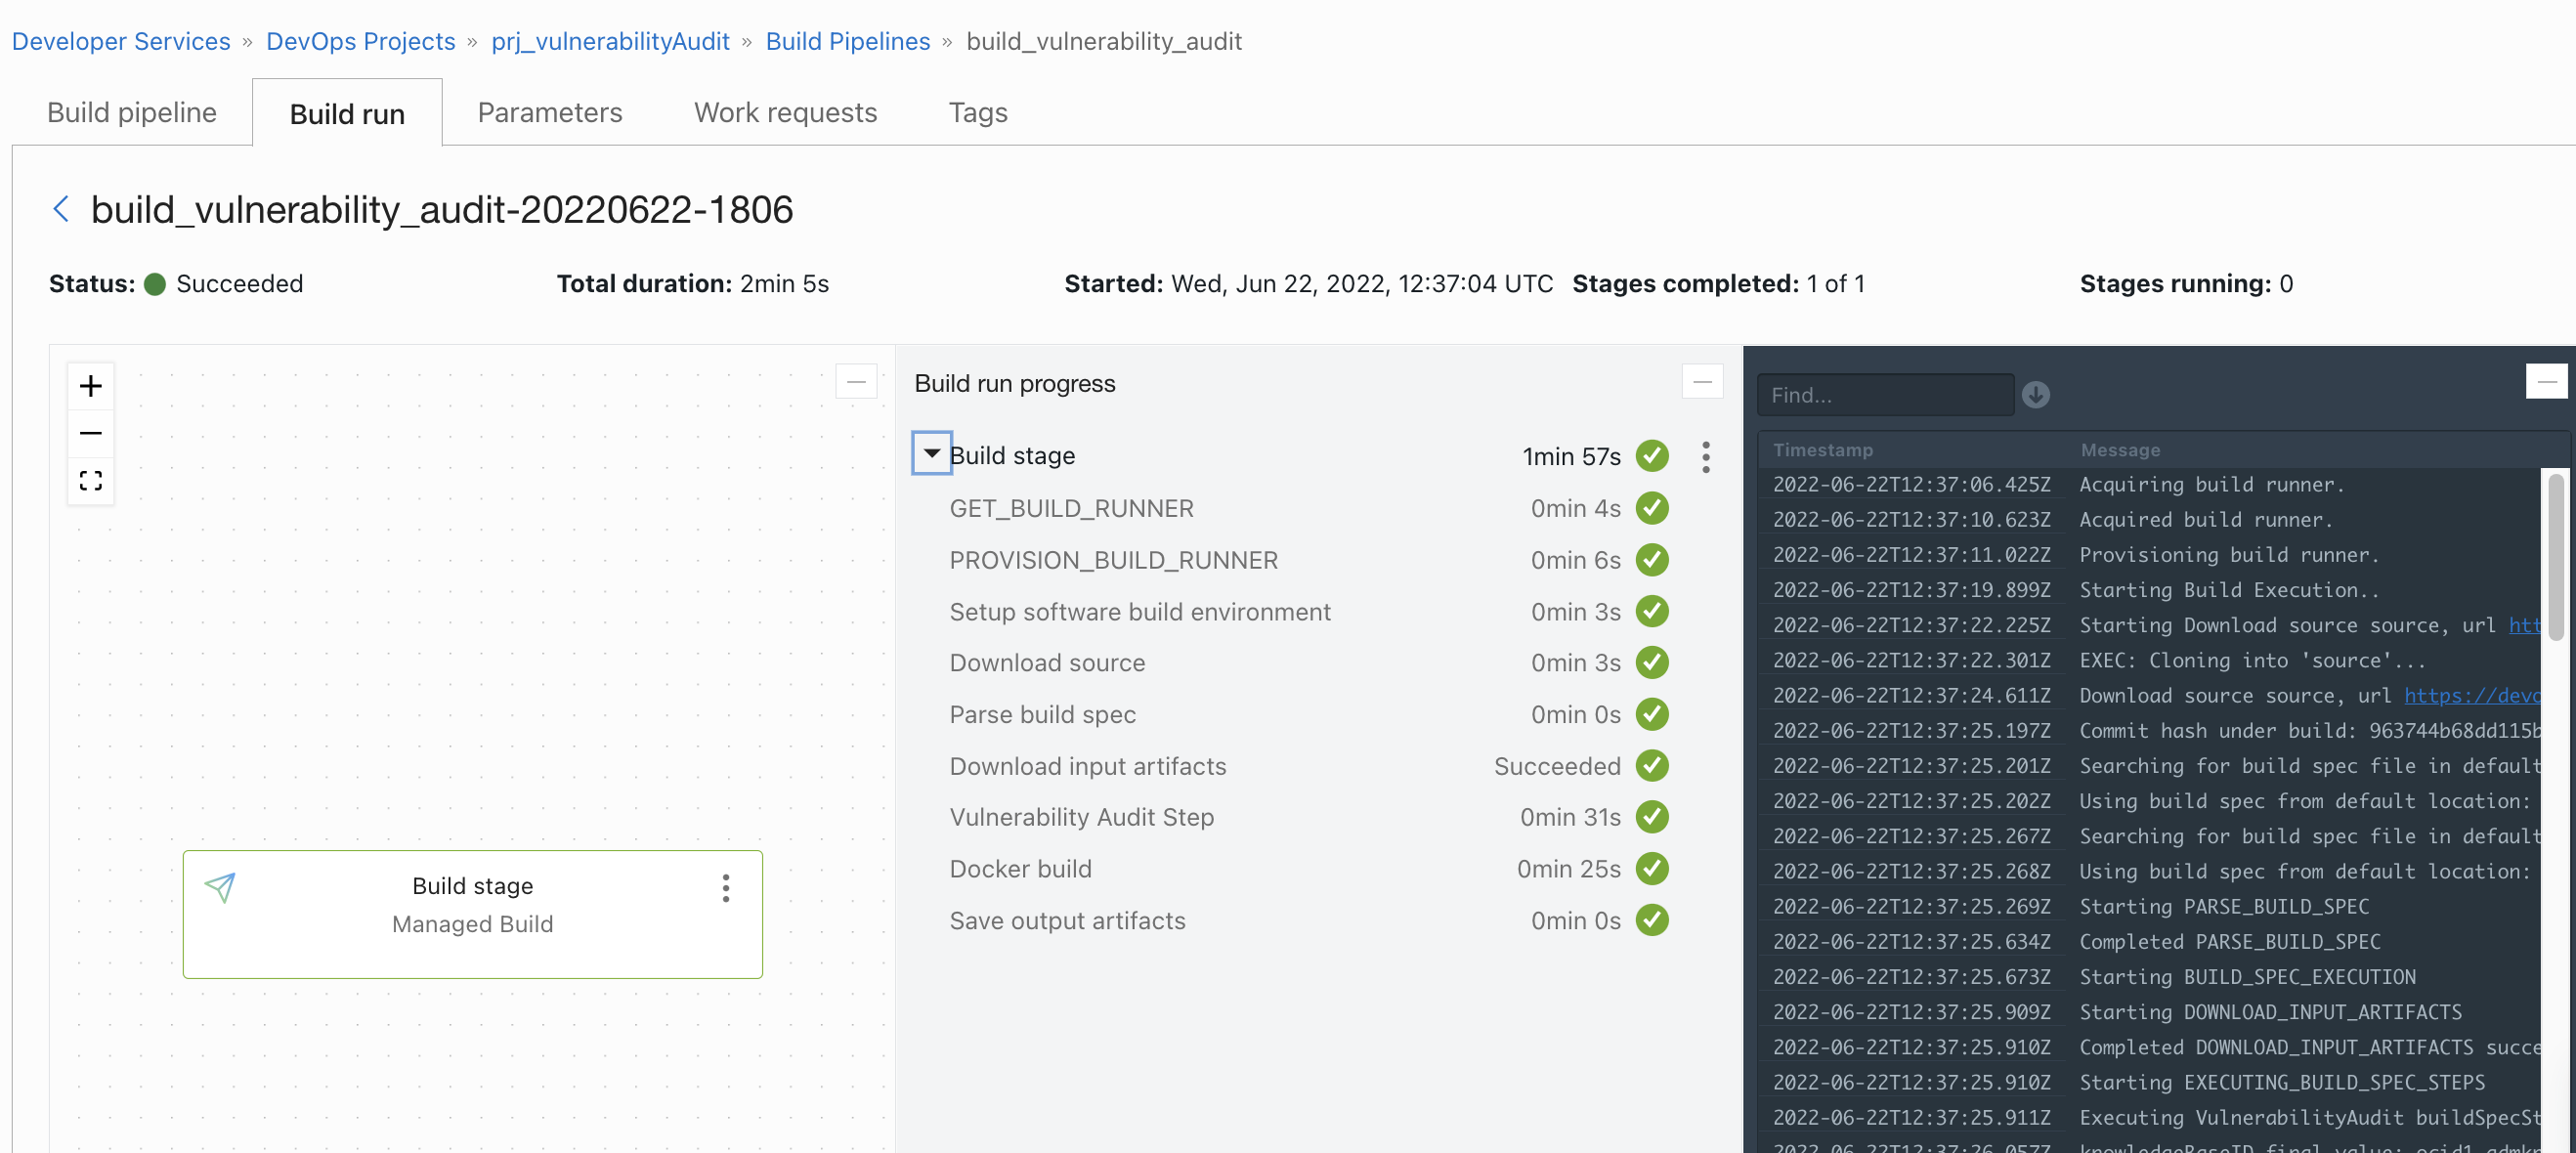 Developer Services » DevOps Projects » prj_vulnerabilityAudit » Build Pipelines » build_vulnerability_audit
Build pipeline Build run Parameters Work requests Tags
build_vulnerability_audit-20220622-1806
Status: Succeeded Total duration: 2min 5s Started: Wed, Jun 22, 2022, 12:37:04 UTC Stages completed: 1 of 1 Stages running: 0
Build stage
Managed Build
Build run progress
Build stage 1min 57s
GET_BUILD_RUNNER 0min 4s
PROVISION_BUILD_RUNNER 0min 6s
Setup software build environment 0min 3s
Download source 0min 3s
Parse build spec 0min 0s
Download input artifacts Succeeded
Vulnerability Audit Step 0min 31s
Docker build 0min 25s
Save output artifacts 0min 0s
Find...
Timestamp Message
2022-06-22T12:37:06.425Z Acquiring build runner.
2022-06-22T12:37:10.623Z Acquired build runner.
2022-06-22T12:37:11.022Z Provisioning build runner.
2022-06-22T12:37:19.899Z Starting Build Execution..
2022-06-22T12:37:22.225Z Starting Download source source, url htt
2022-06-22T12:37:22.301Z EXEC: Cloning into 'source'...
2022-06-22T12:37:24.611Z Download source source, url https://devo
2022-06-22T12:37:25.197Z Commit hash under build: 963744b68dd115b
2022-06-22T12:37:25.201Z Searching for build spec file in default
2022-06-22T12:37:25.202Z Using build spec from default location:
2022-06-22T12:37:25.267Z Searching for build spec file in default
2022-06-22T12:37:25.268Z Using build spec from default location:
2022-06-22T12:37:25.269Z Starting PARSE_BUILD_SPEC
2022-06-22T12:37:25.634Z Completed PARSE_BUILD_SPEC
2022-06-22T12:37:25.673Z Starting BUILD_SPEC_EXECUTION
2022-06-22T12:37:25.909Z Starting DOWNLOAD_INPUT_ARTIFACTS
2022-06-22T12:37:25.910Z Completed DOWNLOAD_INPUT_ARTIFACTS succe
2022-06-22T12:37:25.910Z Starting EXECUTING_BUILD_SPEC_STEPS
2022-06-22T12:37:25.911Z Executing VulnerabilityAudit buildSpecSt
2022-06-22T12:37:26.057Z knowledgeBaseID final value: